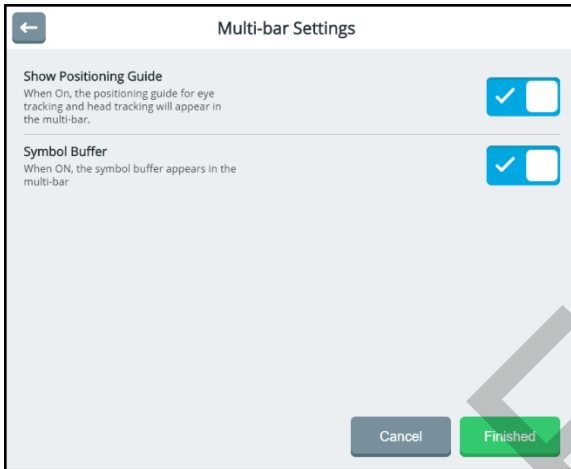 Multi-bar Settings
Show Positioning Guide
When On, the positioning guide for eye
tracking and head tracking will appear in
the multi-bar.
Symbol Buffer
When ON, the symbol buffer appears in the
multi-bar
Cancel
Finished